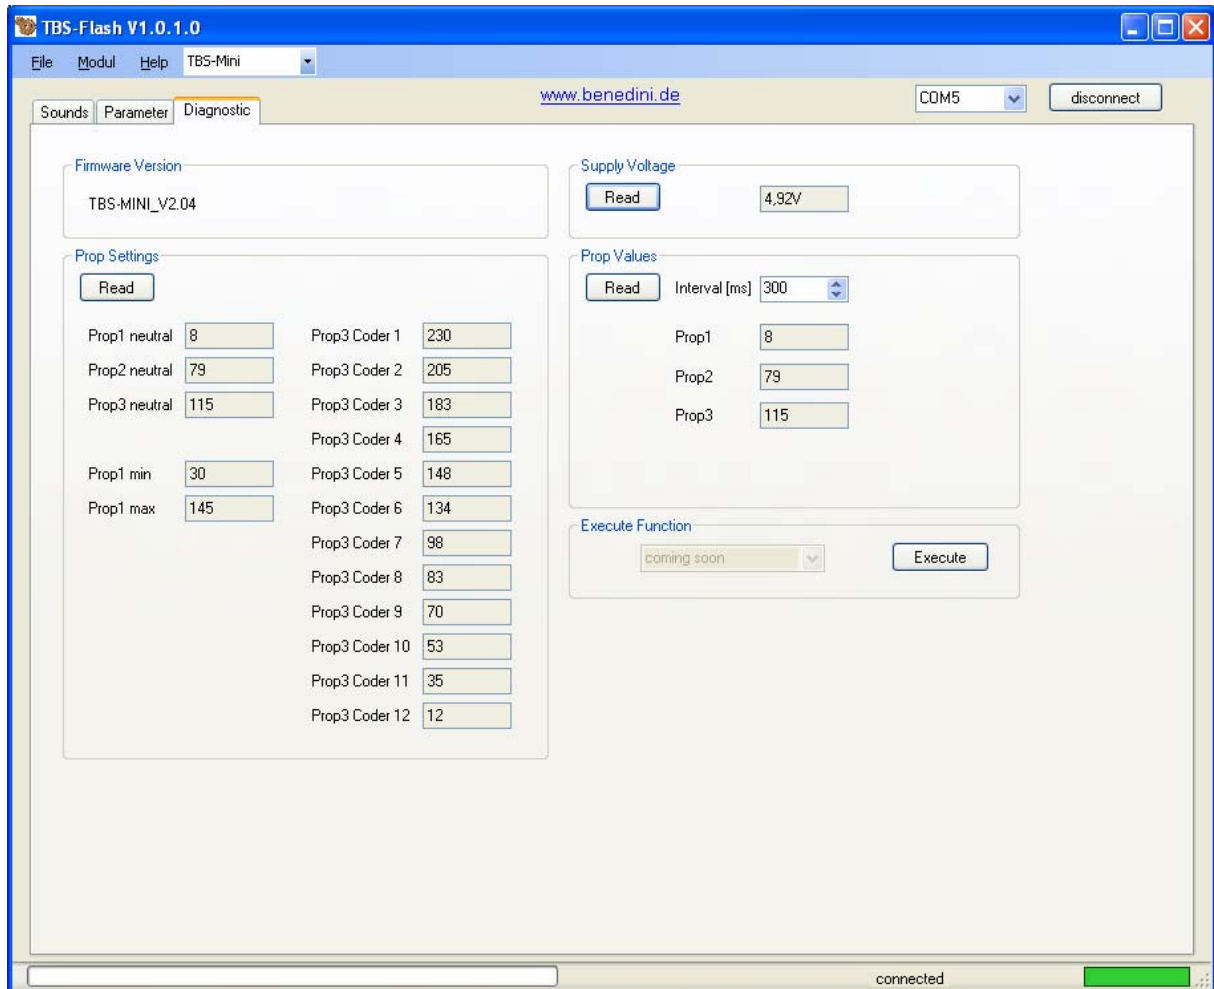 TBS-Flash V1.0.1.0
File Modul Help TBS-Mini
www.benedini.de COM5 disconnect
Sounds Parameter Diagnostic
Firmware Version
TBS-MINI_V2.04
Supply Voltage
Read 4,92V
Prop Settings
Read
Prop1 neutral 8
Prop2 neutral 79
Prop3 neutral 115
Prop1 min 30
Prop1 max 145
Prop3 Coder 1 230
Prop3 Coder 2 205
Prop3 Coder 3 183
Prop3 Coder 4 165
Prop3 Coder 5 148
Prop3 Coder 6 134
Prop3 Coder 7 98
Prop3 Coder 8 83
Prop3 Coder 9 70
Prop3 Coder 10 53
Prop3 Coder 11 35
Prop3 Coder 12 12
Prop Values
Read Interval [ms] 300
Prop1 8
Prop2 79
Prop3 115
Execute Function
coming soon Execute
connected